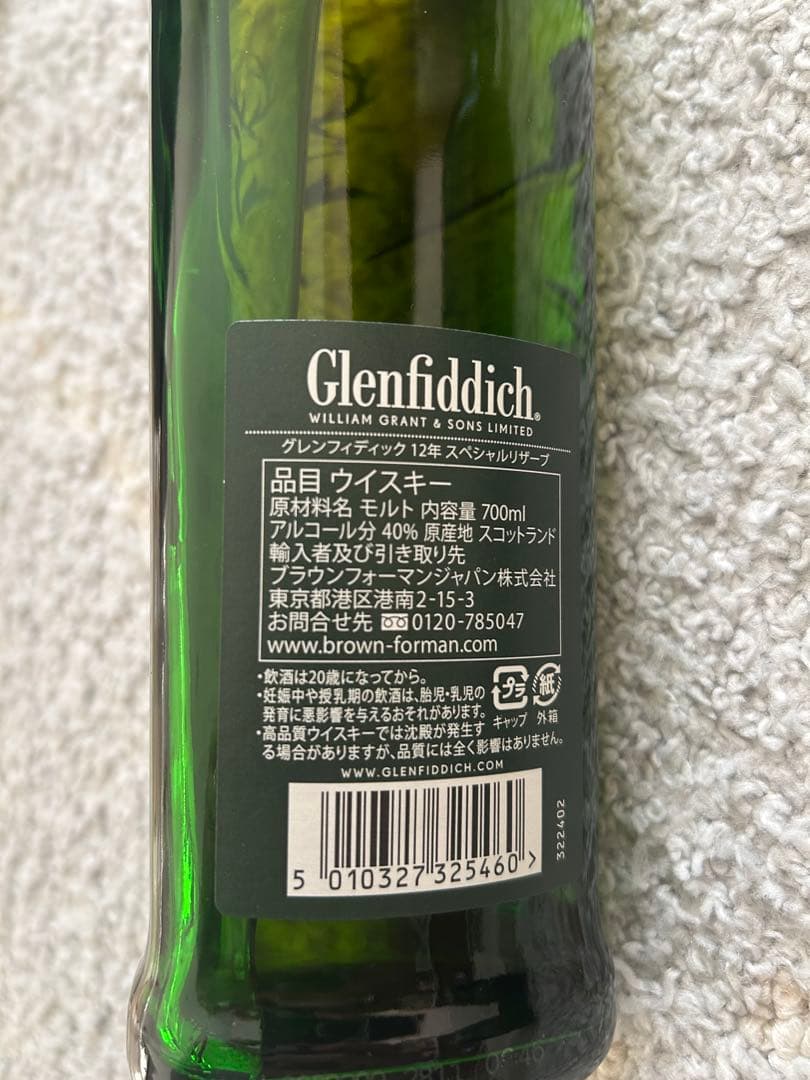 Glenfiddich®
WILLIAM GRANT & SONS LIMITED
グレンフィディック 12年 スペシャルリザーブ
品目 ウイスキー
原材料名 モルト 内容量 700ml
アルコール分 40% 原産地 スコットランド
輸入者及び引き取り先
ブラウンフォーマンジャパン株式会社
東京都港区港南2-15-3
お問合せ先 0120-785047
www.brown-forman.com
・飲酒は20歳になってから。
・妊娠中や授乳期の飲酒は、胎児・乳児の
発育に悪影響を与えるおそれがあります。
プラ 紙
キャップ 外箱
・高品質ウイスキーでは沈殿が発生す
る場合がありますが、品質には全く影響はありません。
WWW.GLENFIDDICH.COM
5 010327 325460 >
322402